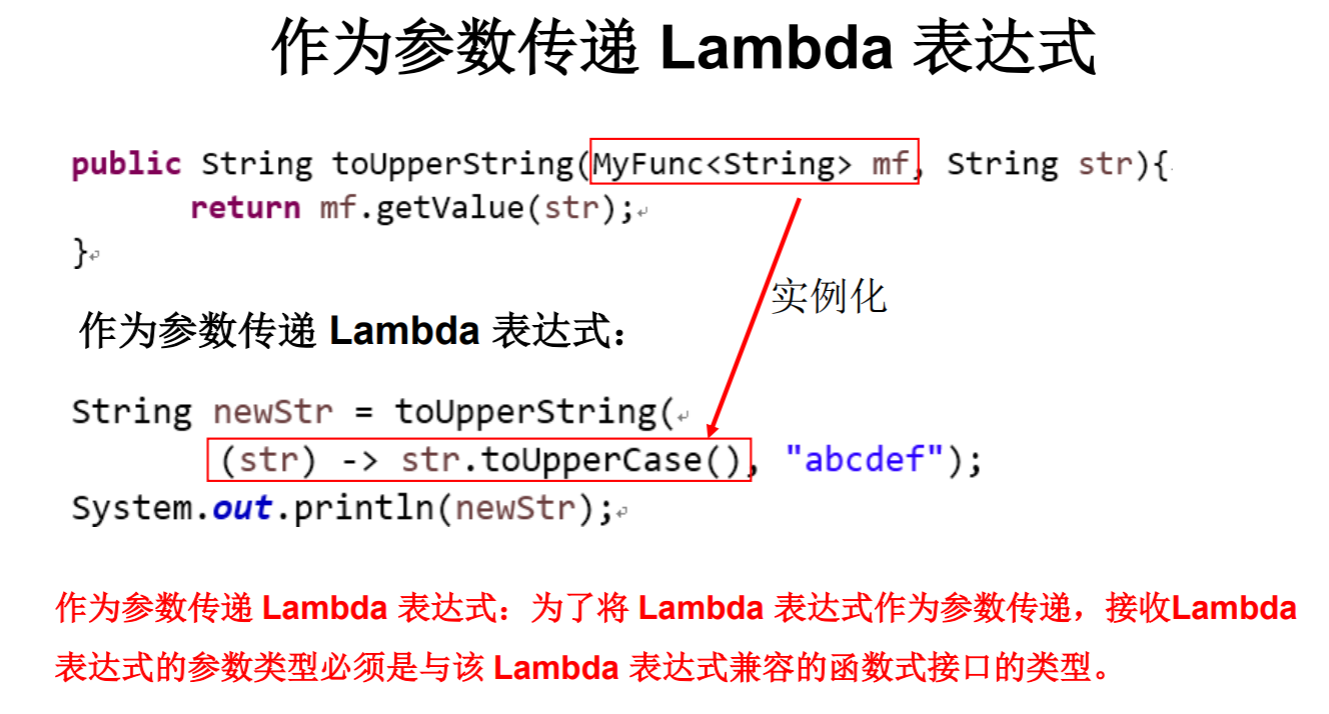 作为参数传递 Lambda 表达式
public String toUpperString(MyFunc<String> mf, String str){
return mf.getValue(str);
}
实例化
作为参数传递 Lambda 表达式：
String newStr = toUpperString(
(str) -> str.toUpperCase(), "abcdef");
System.out.println(newStr);
作为参数传递 Lambda 表达式：为了将 Lambda 表达式作为参数传递，接收Lambda
表达式的参数类型必须是与该 Lambda 表达式兼容的函数式接口的类型。